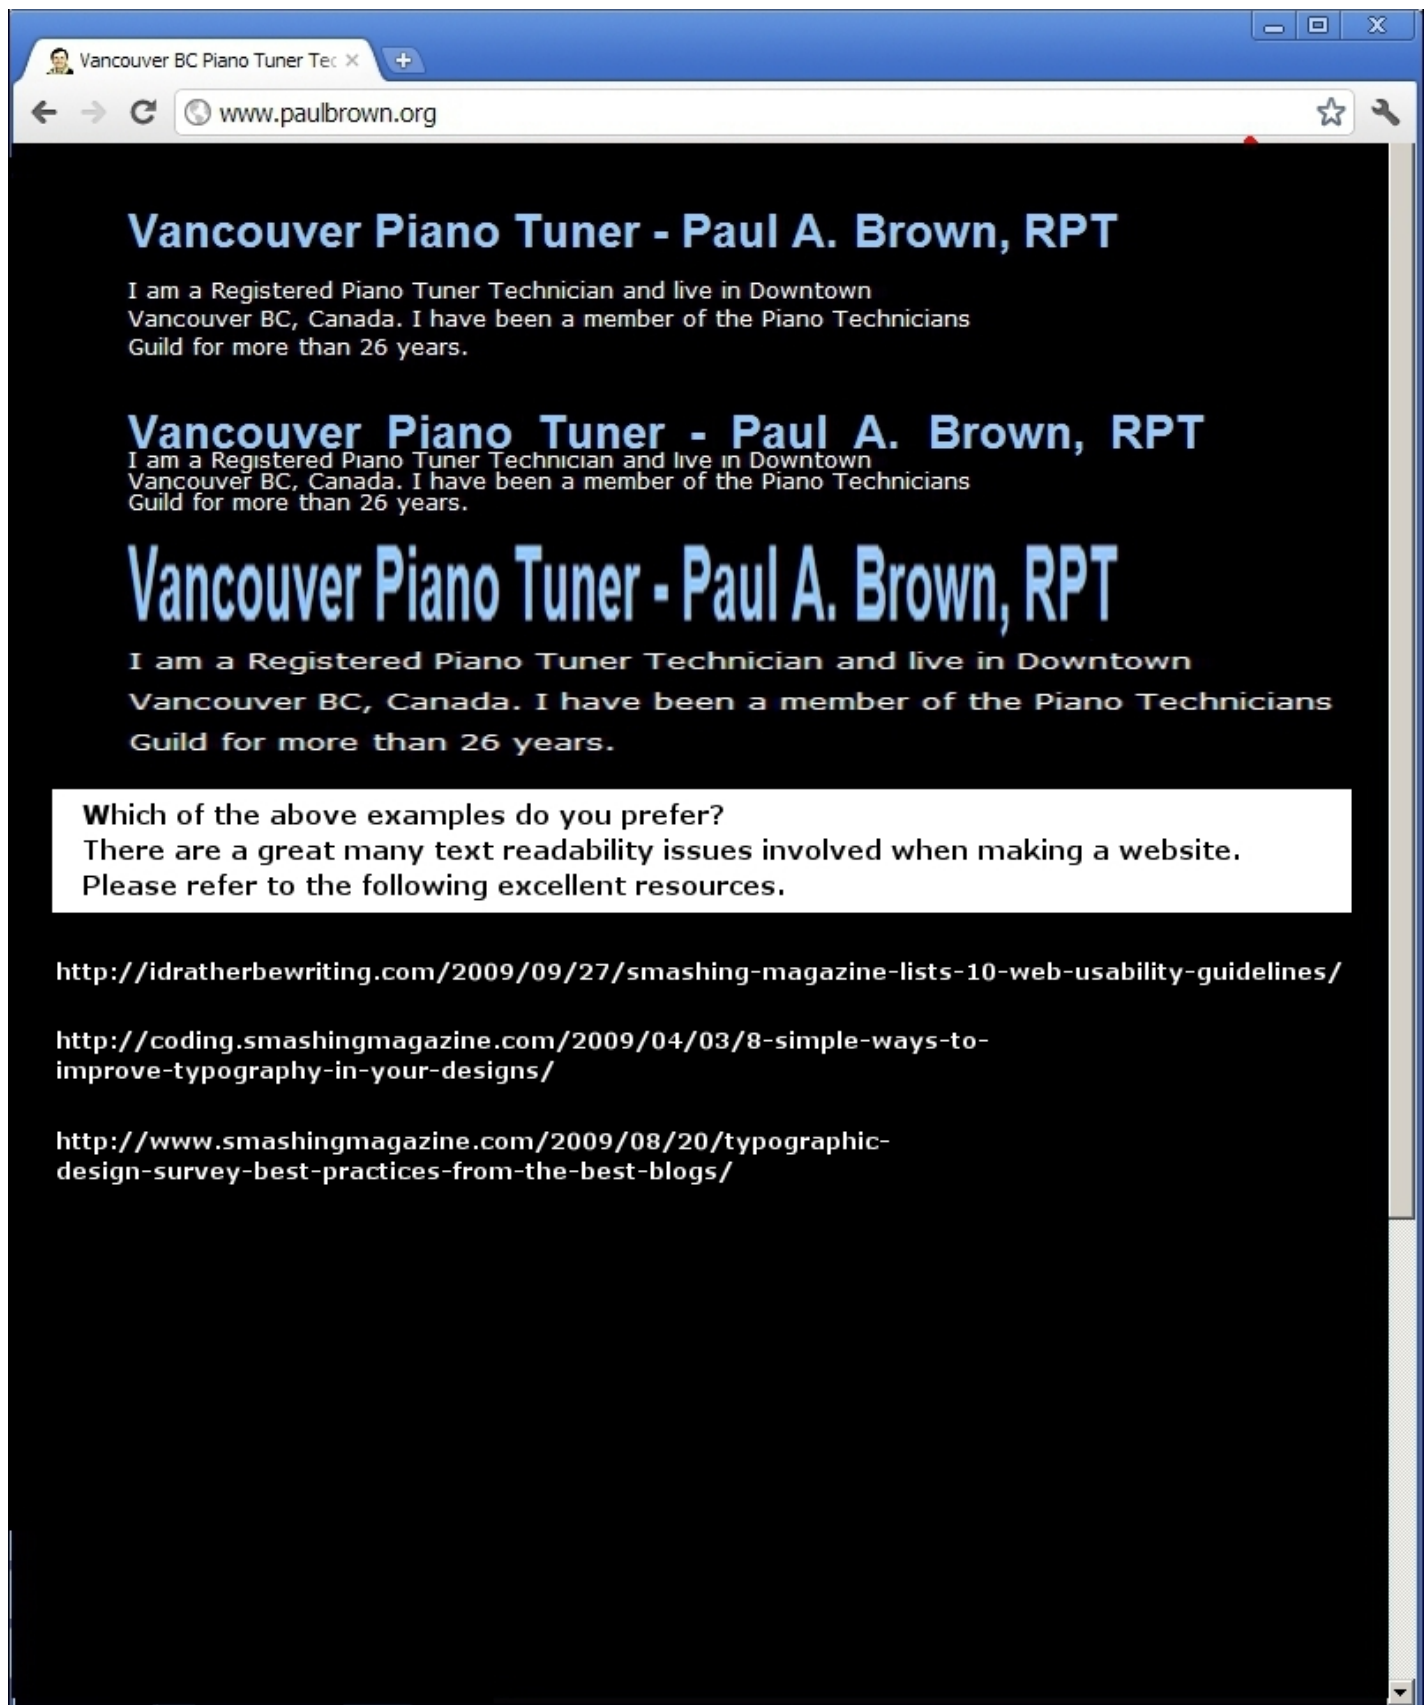 Vancouver BC Piano Tuner Tec
www.paulbrown.org
Vancouver Piano Tuner - Paul A. Brown, RPT
I am a Registered Piano Tuner Technician and live in Downtown
Vancouver BC, Canada. I have been a member of the Piano Technicians
Guild for more than 26 years.
Vancouver Piano Tuner - Paul A. Brown, RPT
I am a Registered Piano Tuner Technician and live in Downtown
Vancouver BC, Canada. I have been a member of the Piano Technicians
Guild for more than 26 years.
Vancouver Piano Tuner - Paul A. Brown, RPT
I am a Registered Piano Tuner Technician and live in Downtown
Vancouver BC, Canada. I have been a member of the Piano Technicians
Guild for more than 26 years.
Which of the above examples do you prefer?
There are a great many text readability issues involved when making a website.
Please refer to the following excellent resources.
http://idratherbewriting.com/2009/09/27/smashing-magazine-lists-10-web-usability-guidelines/
http://coding.smashingmagazine.com/2009/04/03/8-simple-ways-to-
improve-typography-in-your-designs/
http://www.smashingmagazine.com/2009/08/20/typographic-
design-survey-best-practices-from-the-best-blogs/